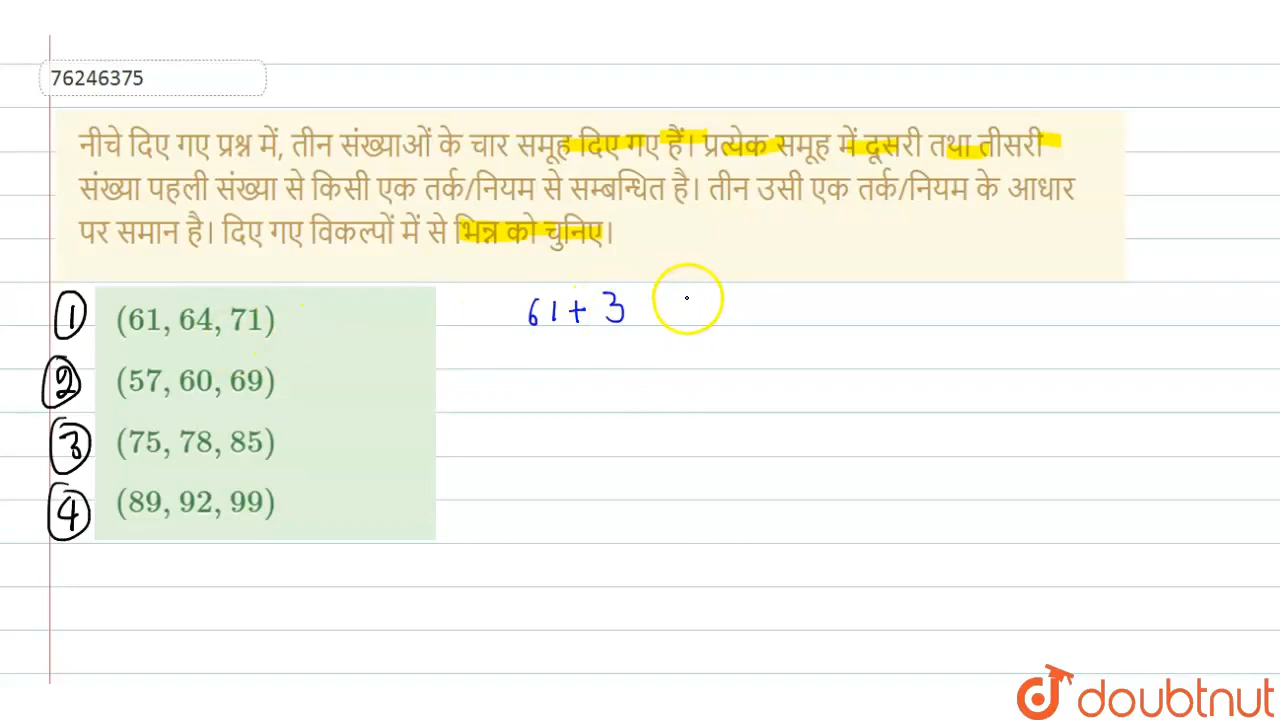 76246375
नीचे दिए गए प्रश्न में, तीन संख्याओं के चार समूह दिए गए हैं। प्रत्येक समूह में दूसरी तथा तीसरी
संख्या पहली संख्या से किसी एक तर्क/नियम से सम्बन्धित है। तीन उसी एक तर्क/नियम के आधार
पर समान है। दिए गए विकल्पों में से भिन्न को चुनिए।
1 (61, 64, 71) 61+3
2 (57, 60, 69)
3 (75, 78, 85)
4 (89, 92, 99)
doubtnut